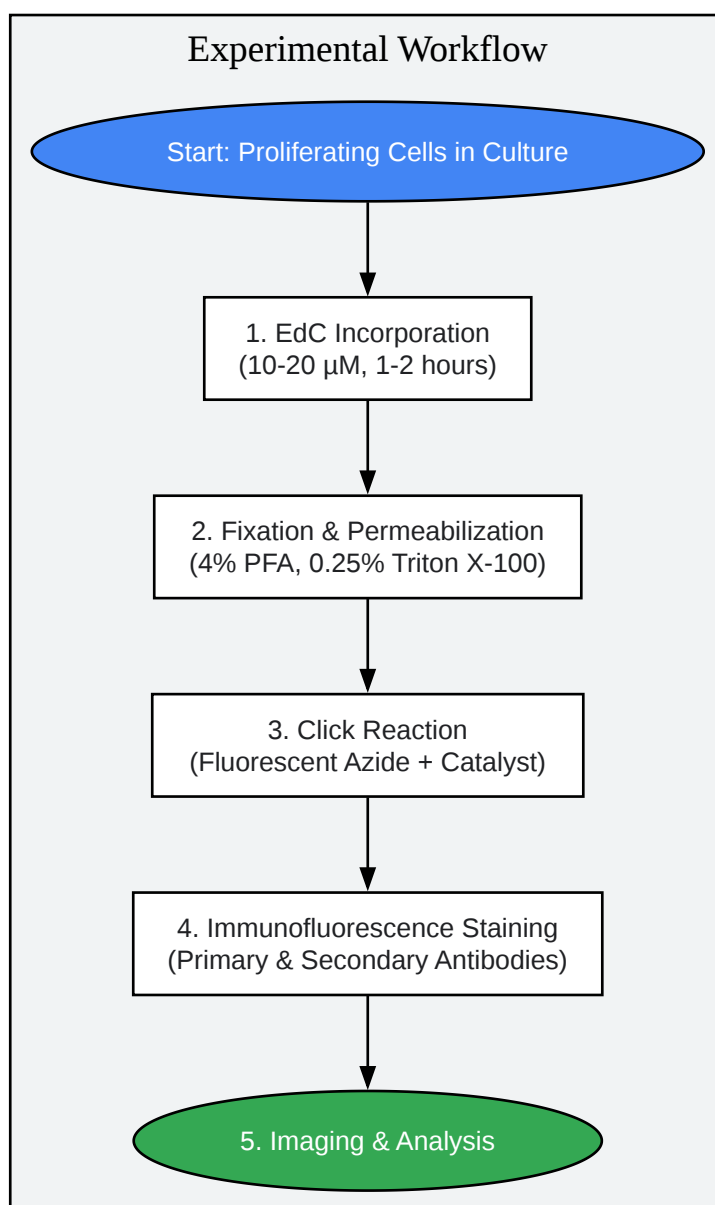 Experimental Workflow
Start: Proliferating Cells in Culture
1. EdC Incorporation
(10-20 µM, 1-2 hours)
2. Fixation & Permeabilization
(4% PFA, 0.25% Triton X-100)
3. Click Reaction
(Fluorescent Azide + Catalyst)
4. Immunofluorescence Staining
(Primary & Secondary Antibodies)
5. Imaging & Analysis